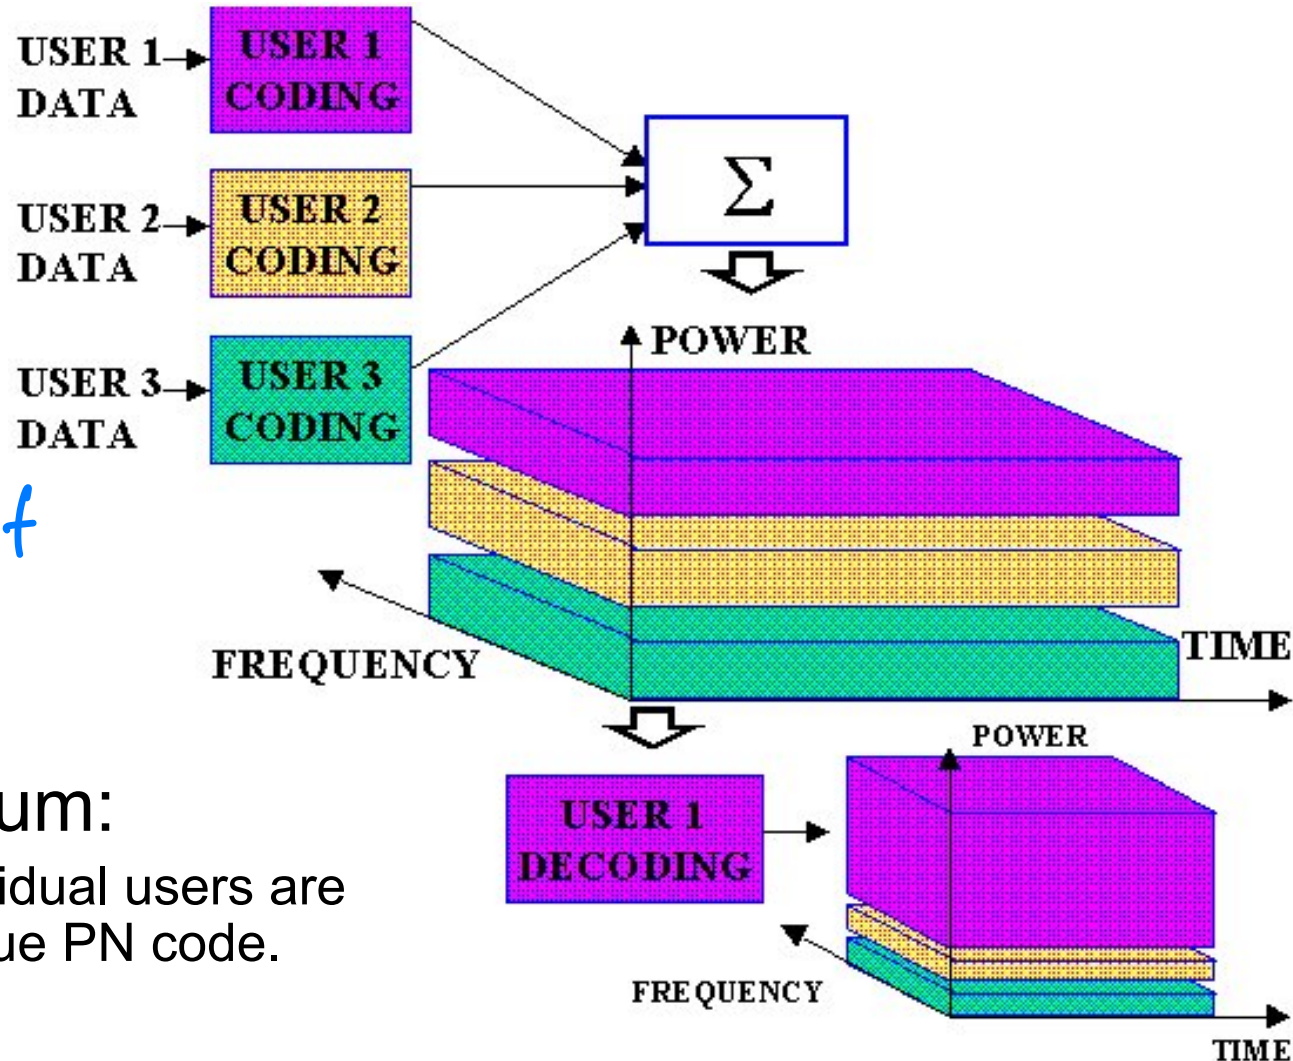 USER 1
DATA
USER 1
CODING
USER 2
DATA
USER 2
CODING
USER 3
DATA
USER 3
CODING
Σ
POWER
f
FREQUENCY
TIME
um:
idual users are
ue PN code.
USER 1
DECODING
POWER
FREQUENCY
TIME